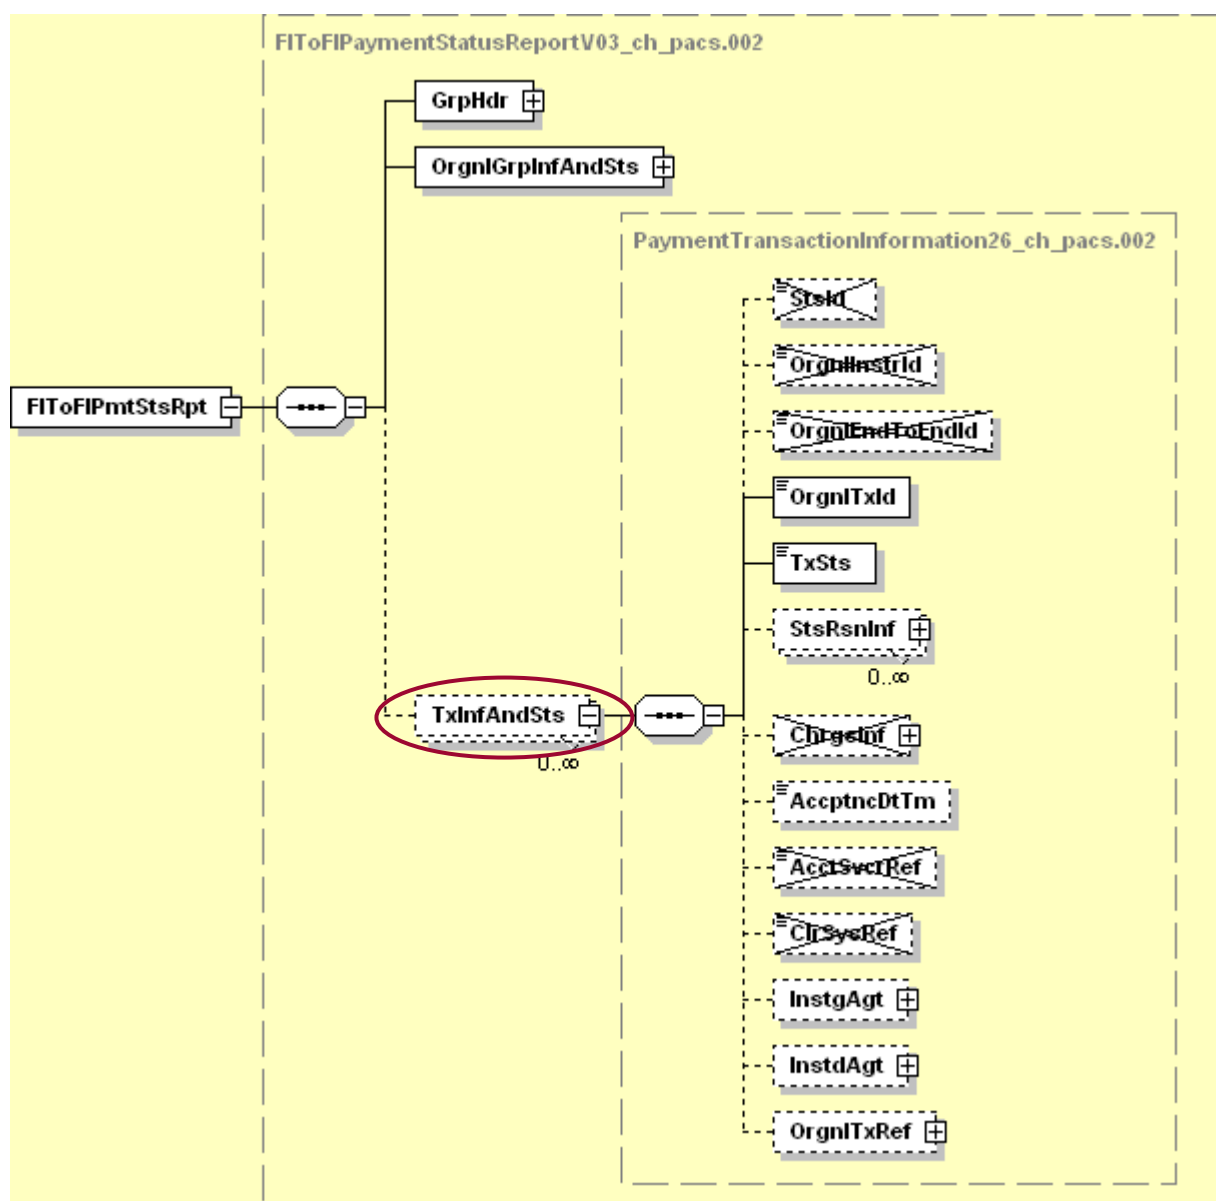 FIToFIPaymentStatusReportV03_ch_pacs.002
GrpHdr
OrgnlGrpInfAndSts
PaymentTransactionInformation26_ch_pacs.002
StsId
OrgnlInstrId
OrgnlEndToEndId
OrgnlTxId
FIToFIPmtStsRpt
TxSts
StsRsnInf
0..∞
TxInfAndSts
0..∞
ChrgsInf
AccptncDtTm
AcctSvcrRef
ClrSysRef
InstgAgt
InstdAgt
OrgnlTxRef